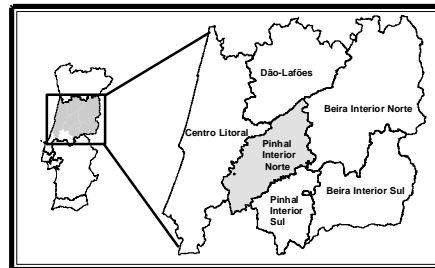 Dão-Lafões
Beira Interior Norte
Centro Litoral
Pinhal
Interior
Norte
Pinhal
Interior
Sul
Beira Interior Sul